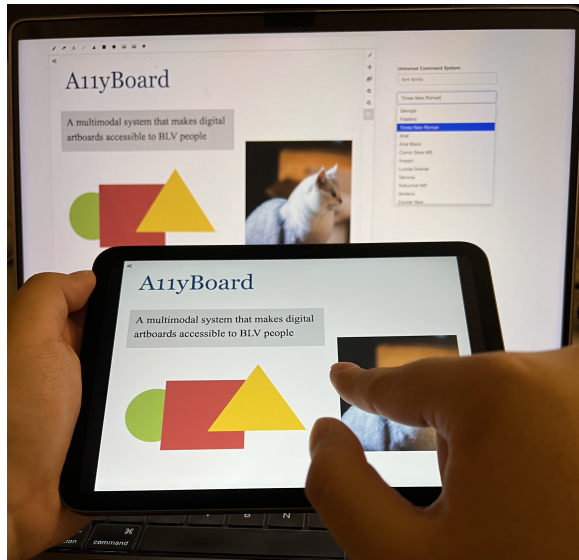 Universal Command System
font family
A11yBoard
Times New Roman
A multimodal system that makes digital
artboards accessible to BLV people
Georgia
Palatino
Times New Roman
Arial
Arial Black
Comic Sans MS
Impact
Lucida Grande
Tahoma
Trebuchet MS
Verdana
Courier New
A11yBoard
A multimodal system that makes digital
artboards accessible to BLV people
B N
⌘
command